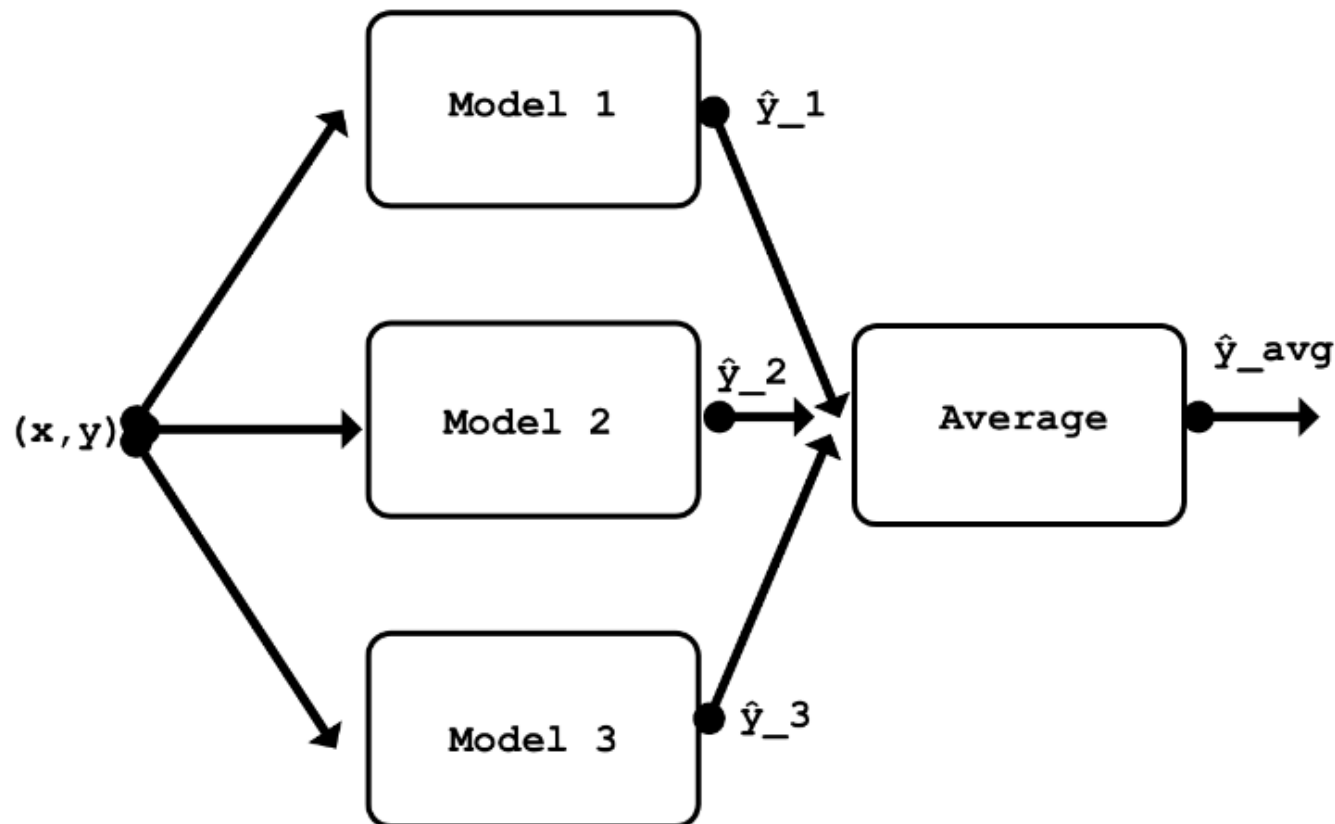 Model 1
ŷ_1
(x,y)
Model 2
ŷ_2
Average
ŷ_avg
Model 3
ŷ_3